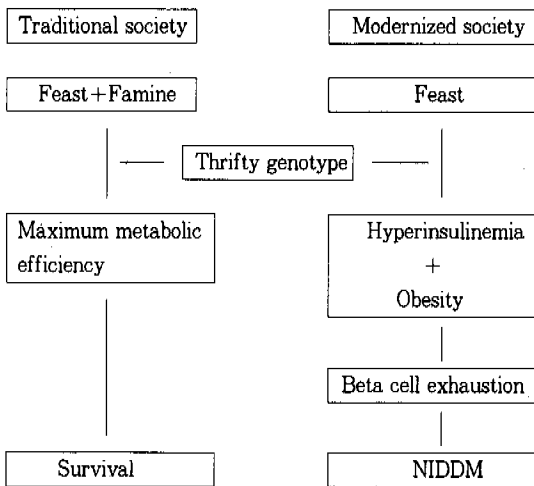 Traditional society
Modernized society
Feast+Famine
Feast
Thrifty genotype
Maximum metabolic
efficiency
Hyperinsulinemia
+
Obesity
Beta cell exhaustion
Survival
NIDDM